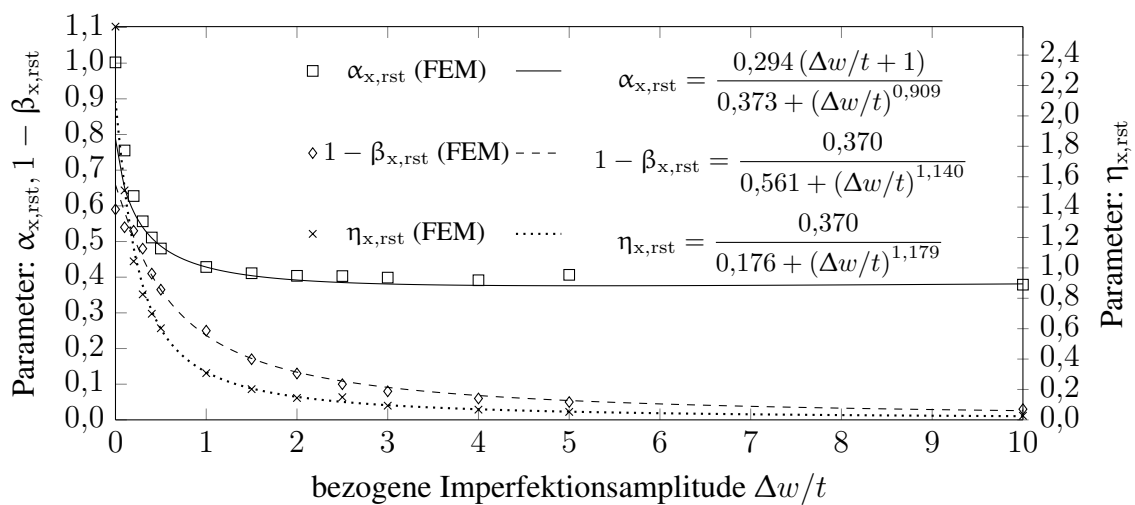 1,1
1,0
0,9
0,8
0,7
0,6
0,5
0,4
0,3
0,2
0,1
0,0
Parameter: α_x,rst, 1 − β_x,rst
α_x,rst (FEM)
α_x,rst = 0,294 (Δw/t + 1) / 0,373 + (Δw/t)^0,909
1 − β_x,rst (FEM)
1 − β_x,rst = 0,370 / 0,561 + (Δw/t)^1,140
η_x,rst (FEM)
η_x,rst = 0,370 / 0,176 + (Δw/t)^1,179
2,4
2,2
2,0
1,8
1,6
1,4
1,2
1,0
0,8
0,6
0,4
0,2
0,0
Parameter: η_x,rst
0 1 2 3 4 5 6 7 8 9 10
bezogene Imperfektionsamplitude Δw/t